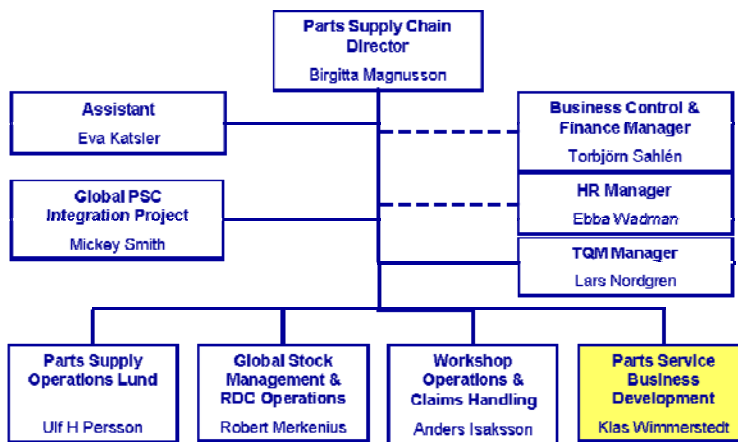 Parts Supply Chain
Director
Birgitta Magnusson
Assistant
Eva Katsler
Business Control &
Finance Manager
Torbjörn Sahlén
Global PSC
Integration Project
Mickey Smith
HR Manager
Ebba Wadman
TQM Manager
Lars Nordgren
Parts Supply
Operations Lund
Ulf H Persson
Global Stock
Management &
RDC Operations
Robert Merkenius
Workshop
Operations &
Claims Handling
Anders Isaksson
Parts Service
Business
Development
Klas Wimmerstedt